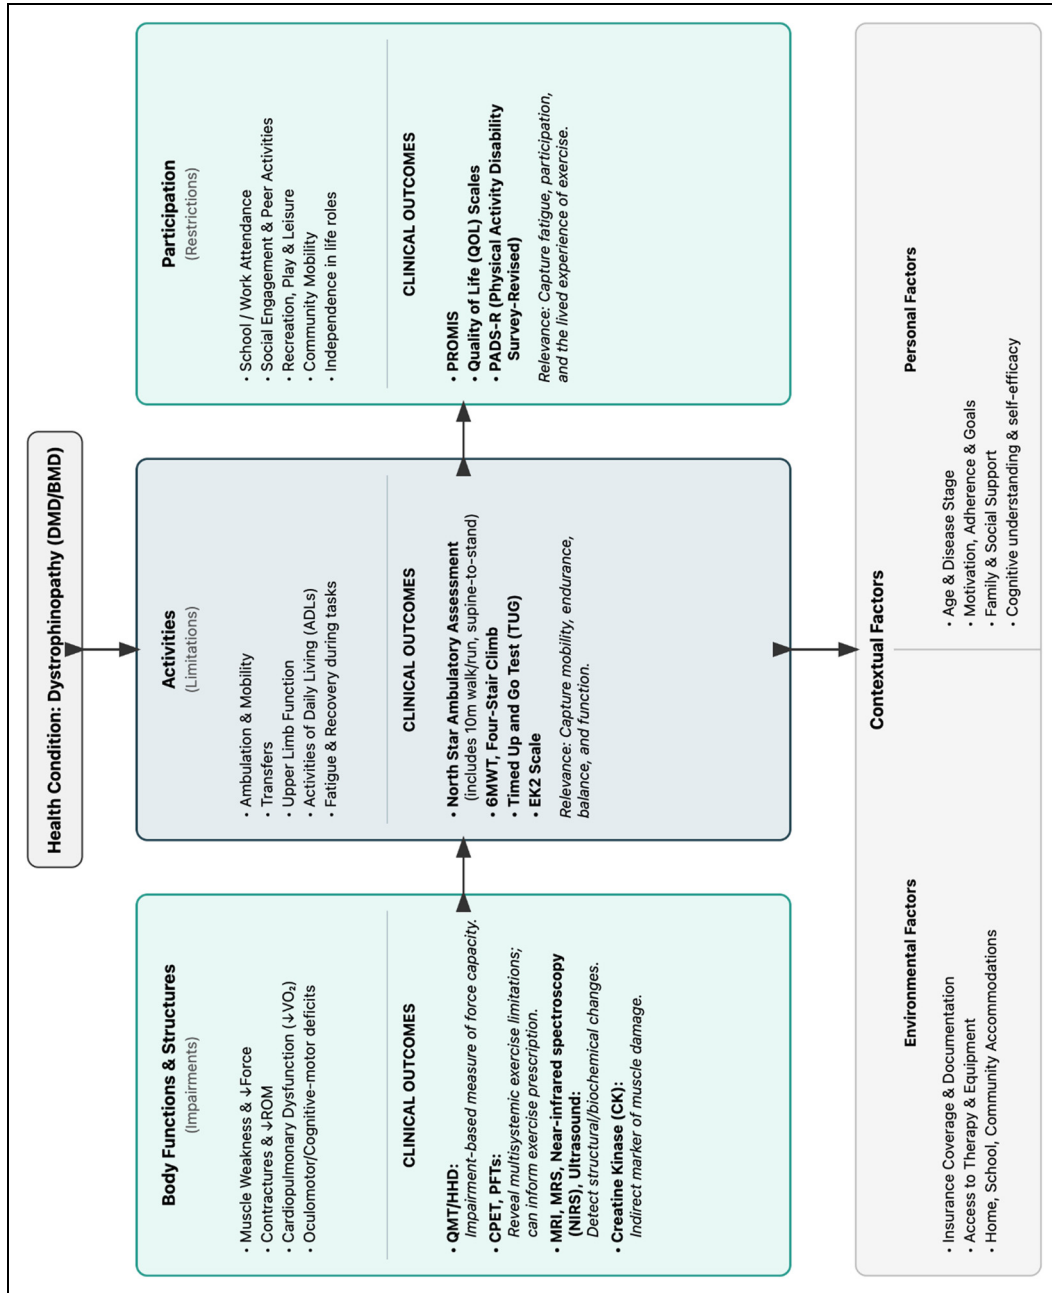 Health Condition: Dystrophinopathy (DMD/BMD)
Body Functions & Structures
(Impairments)
• Muscle Weakness & ↓Force
• Contractures & ↓ROM
• Cardiopulmonary Dysfunction (↓VO₂)
• Oculomotor/Cognitive-motor deficits
CLINICAL OUTCOMES
• QMT/HHD:
Impairment-based measure of force capacity.
• CPET, PFTs:
Reveal multisystemic exercise limitations;
can inform exercise prescription.
• MRI, MRS, Near-infrared spectroscopy
(NIRS), Ultrasound:
Detect structural/biochemical changes.
• Creatine Kinase (CK):
Indirect marker of muscle damage.
Activities
(Limitations)
• Ambulation & Mobility
• Transfers
• Upper Limb Function
• Activities of Daily Living (ADLs)
• Fatigue & Recovery during tasks
CLINICAL OUTCOMES
• North Star Ambulatory Assessment
(includes 10m walk/run, supine-to-stand)
• 6MWT, Four-Stair Climb
• Timed Up and Go Test (TUG)
• EK2 Scale
Relevance: Capture mobility, endurance,
balance, and function.
Participation
(Restrictions)
• School / Work Attendance
• Social Engagement & Peer Activities
• Recreation, Play & Leisure
• Community Mobility
• Independence in life roles
CLINICAL OUTCOMES
• PROMIS
• Quality of Life (QOL) Scales
• PADS-R (Physical Activity Disability
Survey-Revised)
Relevance: Capture fatigue, participation,
and the lived experience of exercise.
Contextual Factors
Environmental Factors
• Insurance Coverage & Documentation
• Access to Therapy & Equipment
• Home, School, Community Accommodations
Personal Factors
• Age & Disease Stage
• Motivation, Adherence & Goals
• Family & Social Support
• Cognitive understanding & self-efficacy